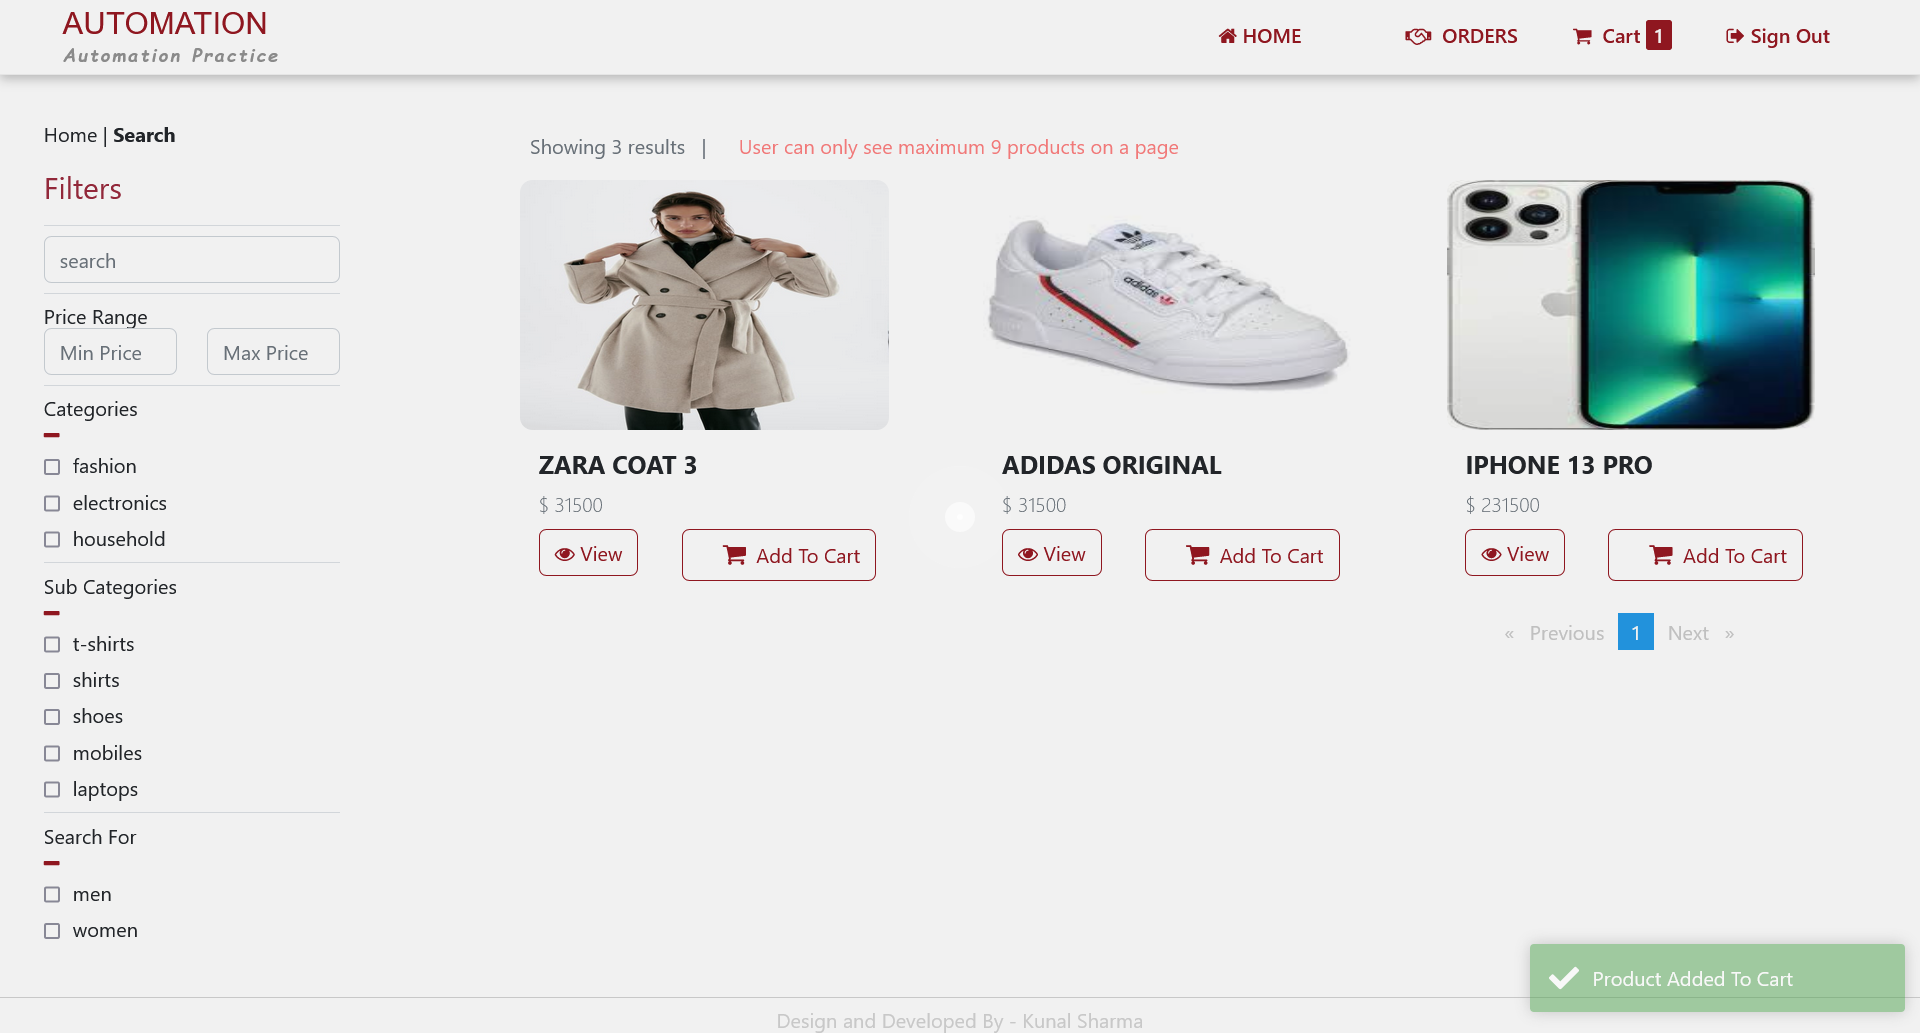 AUTOMATION
Automation Practice
HOME
ORDERS
Cart 1
Sign Out
Home | Search
Showing 3 results |
User can only see maximum 9 products on a page
Filters
search
Price Range
Min Price
Max Price
Categories
fashion
electronics
household
Sub Categories
t-shirts
shirts
shoes
mobiles
laptops
Search For
men
women
adidas
adidas
ZARA COAT 3
$ 31500
View
Add To Cart
ADIDAS ORIGINAL
$ 31500
View
Add To Cart
IPHONE 13 PRO
$ 231500
View
Add To Cart
« Previous 1 Next »
Product Added To Cart
Design and Developed By - Kunal Sharma